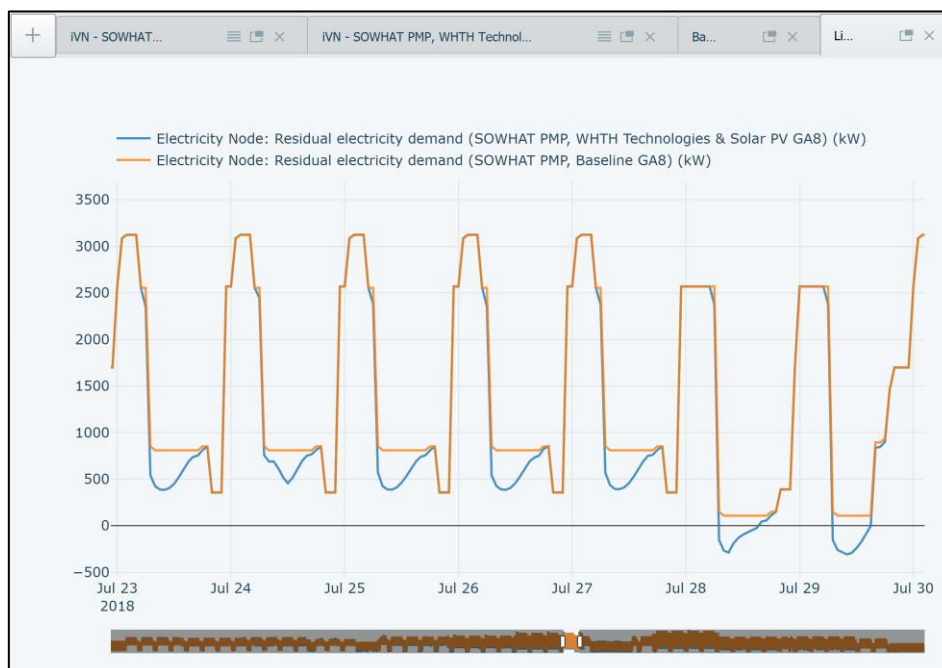 + iVN - SOWHAT... iVN - SOWHAT PMP, WHTH Technol... Ba... Li...
Electricity Node: Residual electricity demand (SOWHAT PMP, WHTH Technologies & Solar PV GA8) (kW)
Electricity Node: Residual electricity demand (SOWHAT PMP, Baseline GA8) (kW)
3500
3000
2500
2000
1500
1000
500
0
−500
Jul 23 Jul 24 Jul 25 Jul 26 Jul 27 Jul 28 Jul 29 Jul 30
2018